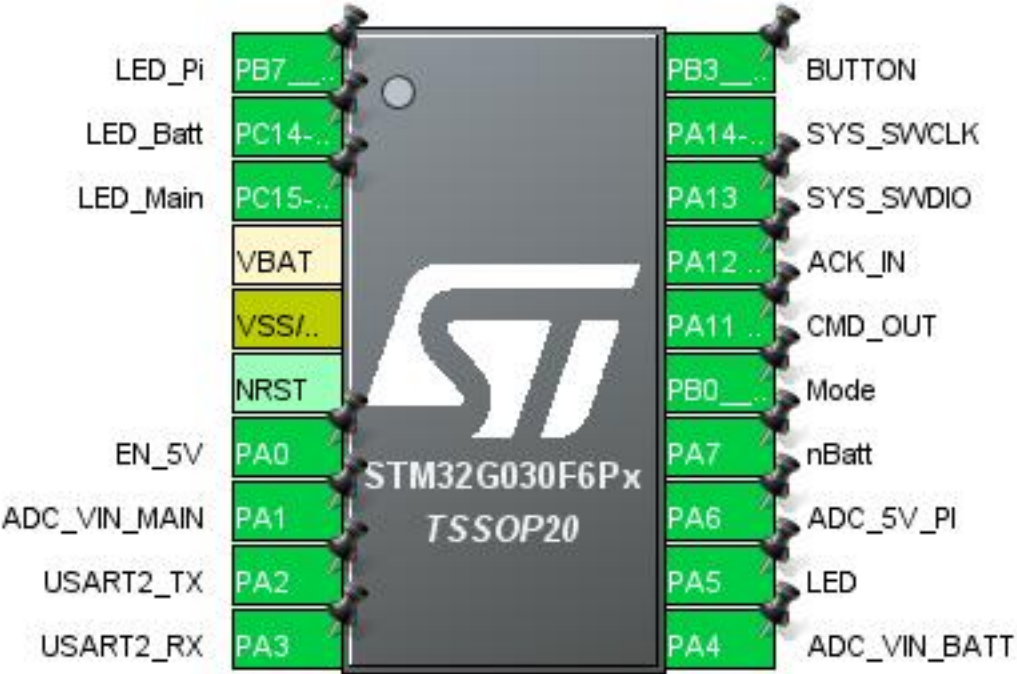 LED_Pi PB7__.. PB3__.. BUTTON
LED_Batt PC14-.. PA14-.. SYS_SWCLK
LED_Main PC15-.. PA13 SYS_SWDIO
VBAT PA12 .. ACK_IN
VSS/.. PA11 .. CMD_OUT
NRST PB0__.. Mode
EN_5V PA0 PA7 nBatt
STM32G030F6Px
ADC_VIN_MAIN PA1 PA6 ADC_5V_PI
TSSOP20
USART2_TX PA2 PA5 LED
USART2_RX PA3 PA4 ADC_VIN_BATT